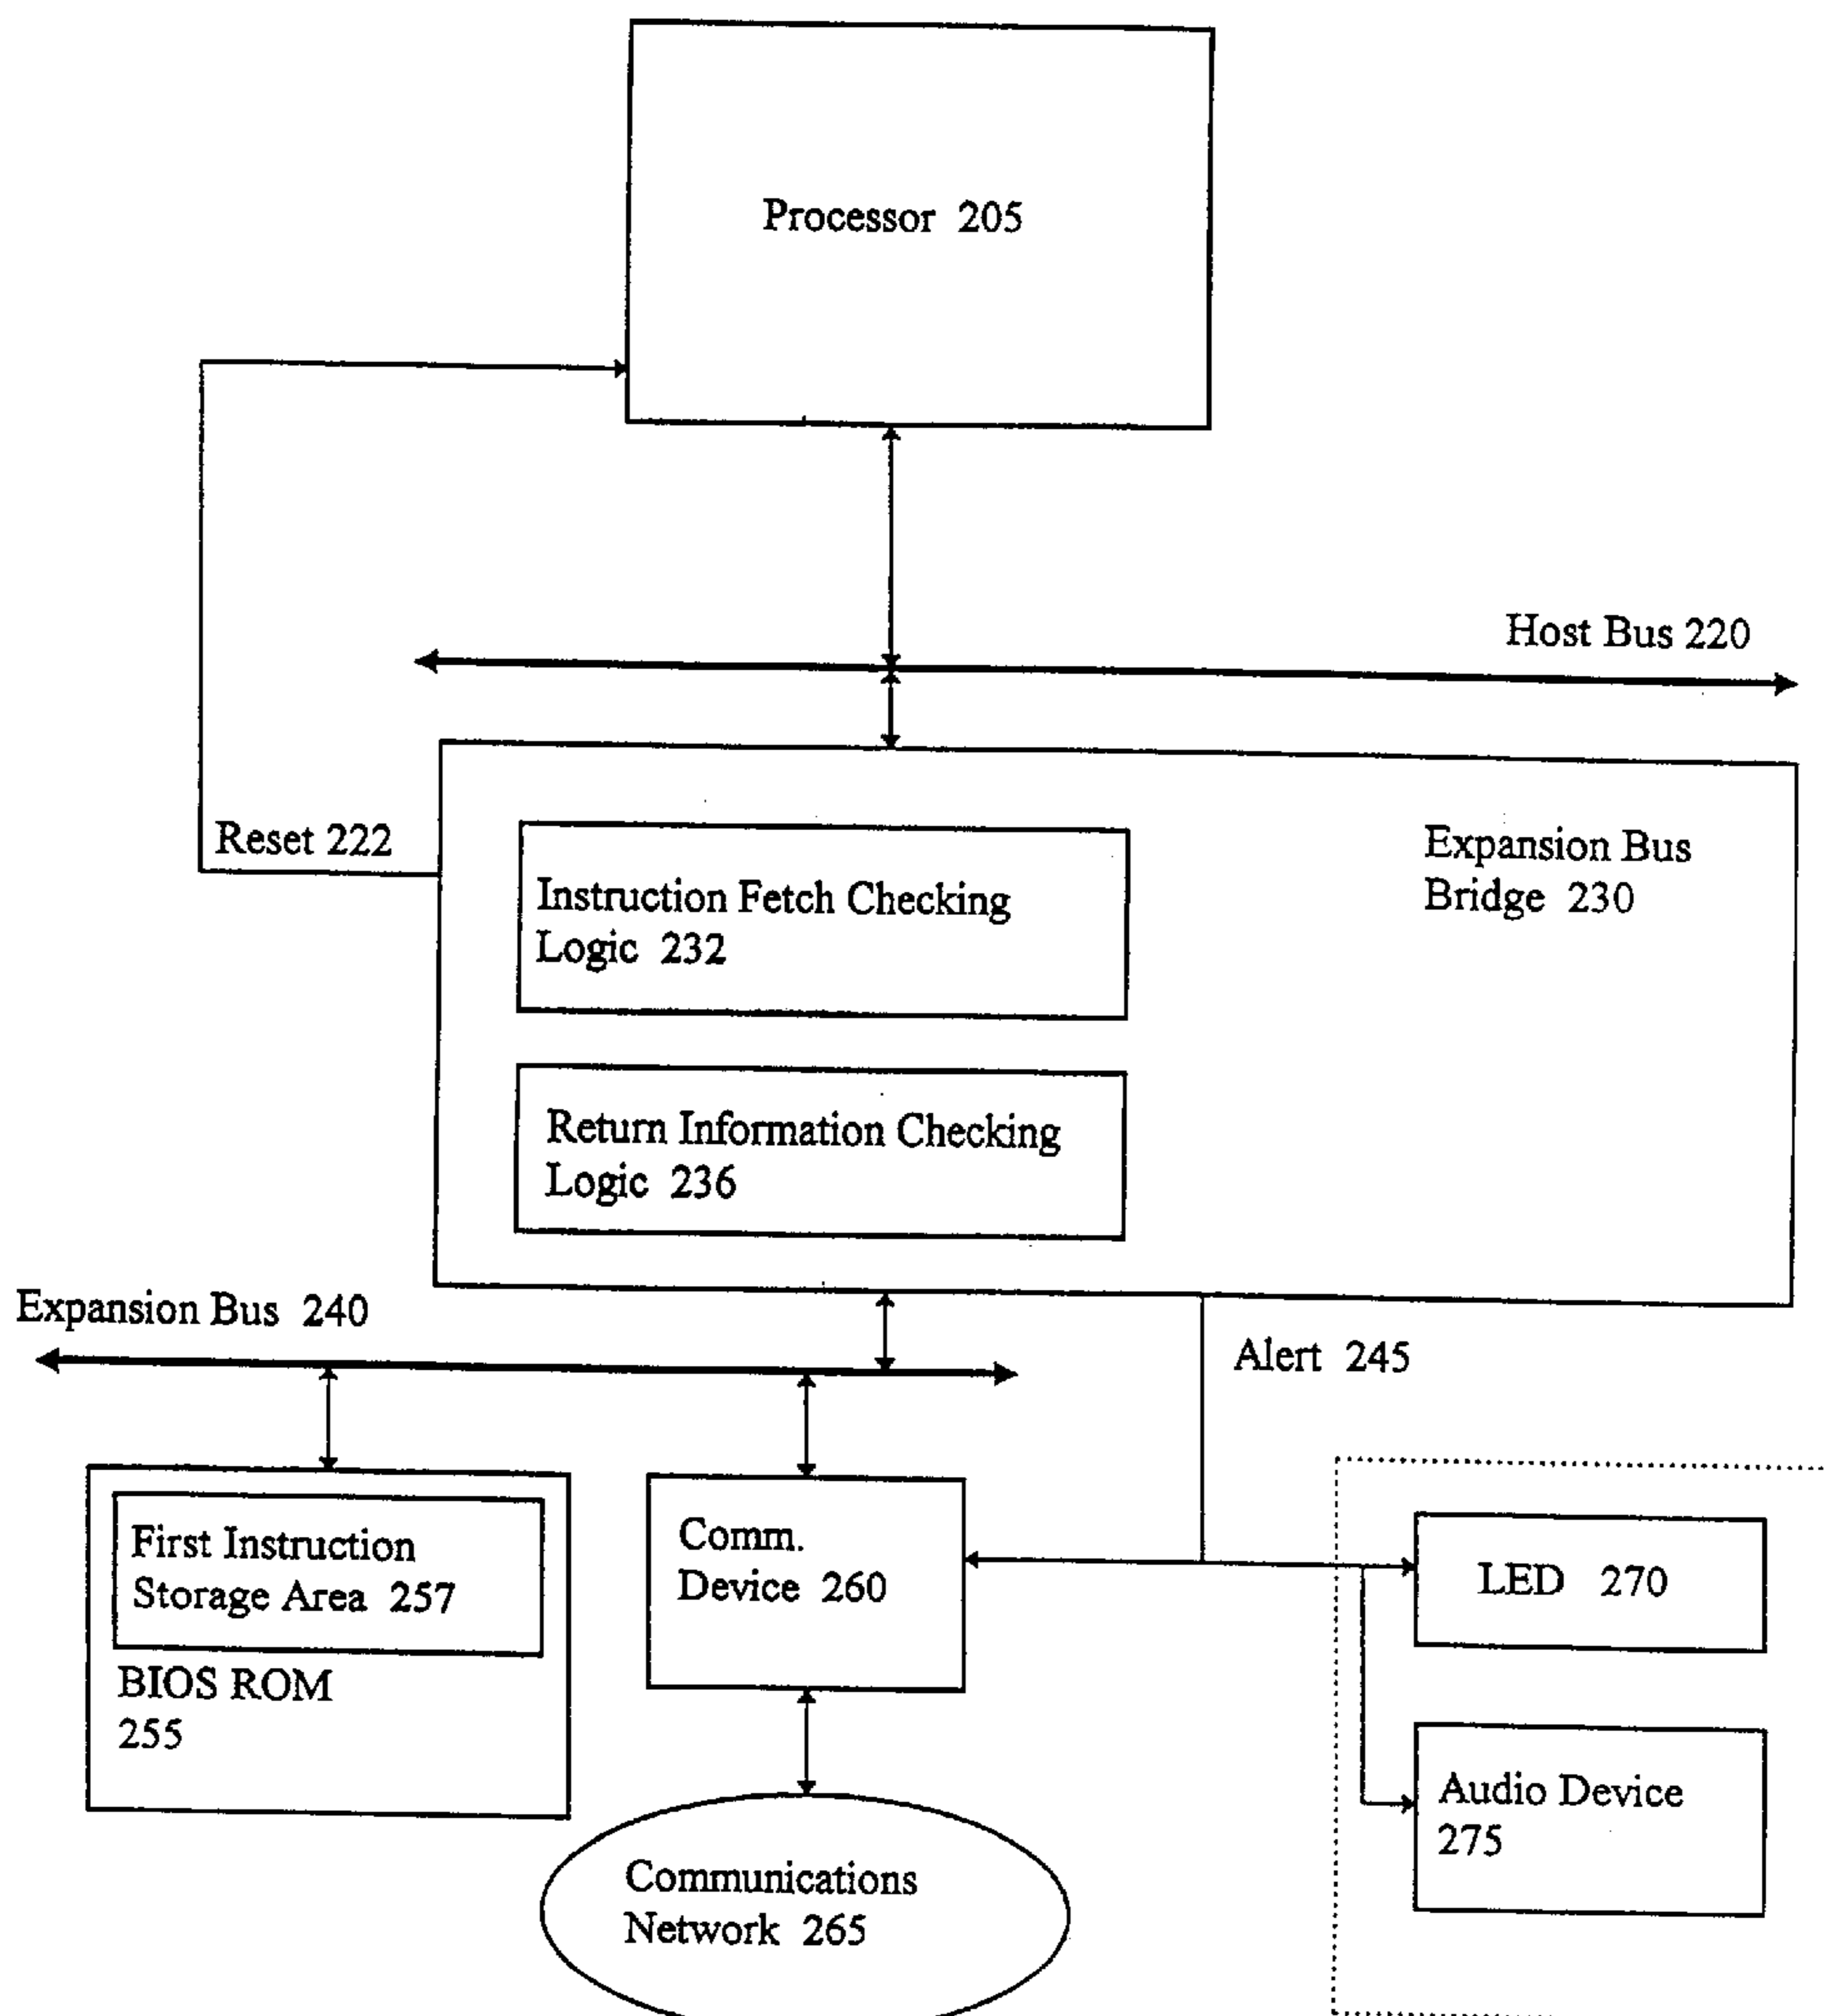 Processor 205
Host Bus 220
Reset 222
Expansion Bus
Bridge 230
Instruction Fetch Checking
Logic 232
Return Information Checking
Logic 236
Expansion Bus 240
Alert 245
First Instruction
Storage Area 257
BIOS ROM
255
Comm.
Device 260
LED 270
Audio Device
275
Communications
Network 265